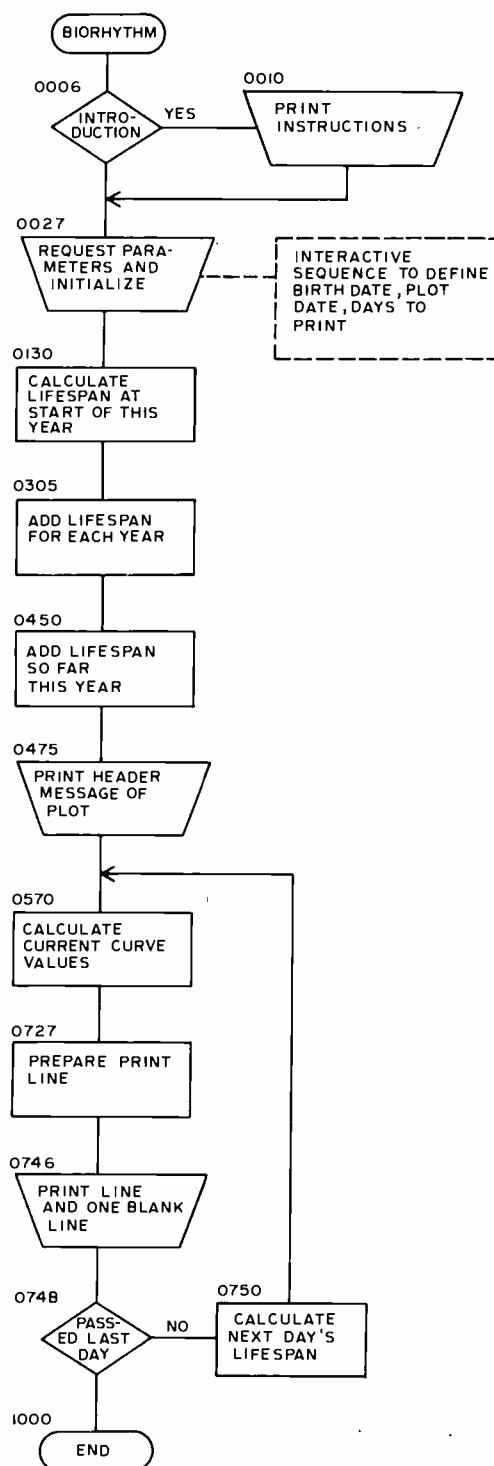 BIORHYTHM
0006
INTRO-
DUCTION
YES
0010
PRINT
INSTRUCTIONS
0027
REQUEST PARA-
METERS AND
INITIALIZE
INTERACTIVE
SEQUENCE TO DEFINE
BIRTH DATE, PLOT
DATE, DAYS TO
PRINT
0130
CALCULATE
LIFESPAN AT
START OF THIS
YEAR
0305
ADD LIFESPAN
FOR EACH YEAR
0450
ADD LIFESPAN
SO FAR
THIS YEAR
0475
PRINT HEADER
MESSAGE OF
PLOT
0570
CALCULATE
CURRENT CURVE
VALUES
0727
PREPARE PRINT
LINE
0746
PRINT LINE
AND ONE BLANK
LINE
0748
PASS-
ED LAST
DAY
NO
0750
CALCULATE
NEXT DAY'S
LIFESPAN
1000
END